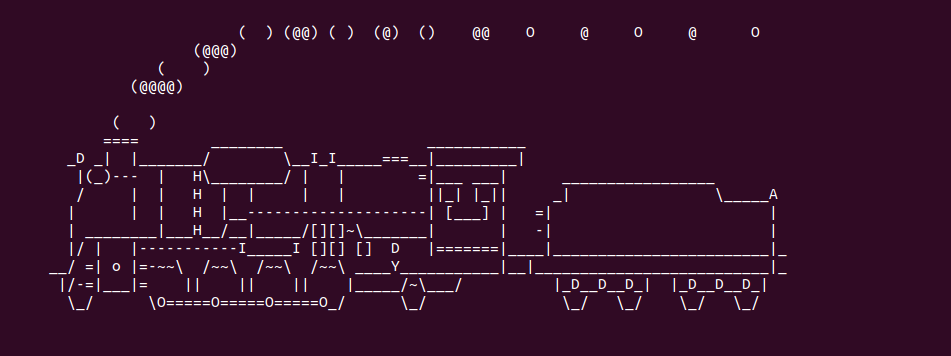 (  ) (@@) ( )  (@)  ()    @@    O     @     O     @      O
                (@@@)
            (    )
         (@@@@)

       (   )
      ====        ________                ___________
  _D _|  |_______/        \__I_I_____===__|_________|
   |(_)---  |   H\________/ |   |        =|___ ___|      _________________
   /     |  |   H  |  |     |   |         ||_| |_||     _|                \_____A
  |      |  |   H  |__--------------------| [___] |   =|                        |
  | ________|___H__/__|_____/[][]~\_______|       |   -|                        |
  |/ |   |-----------I_____I [][] []  D   |=======|____|________________________|_
__/ =| o |=-~~\  /~~\  /~~\  /~~\ ____Y___________|__|__________________________|_
 |/-=|___|=    ||    ||    ||    |_____/~\___/          |_D__D__D_|  |_D__D__D_|
  \_/      \O=====O=====O=====O_/      \_/               \_/   \_/    \_/   \_/